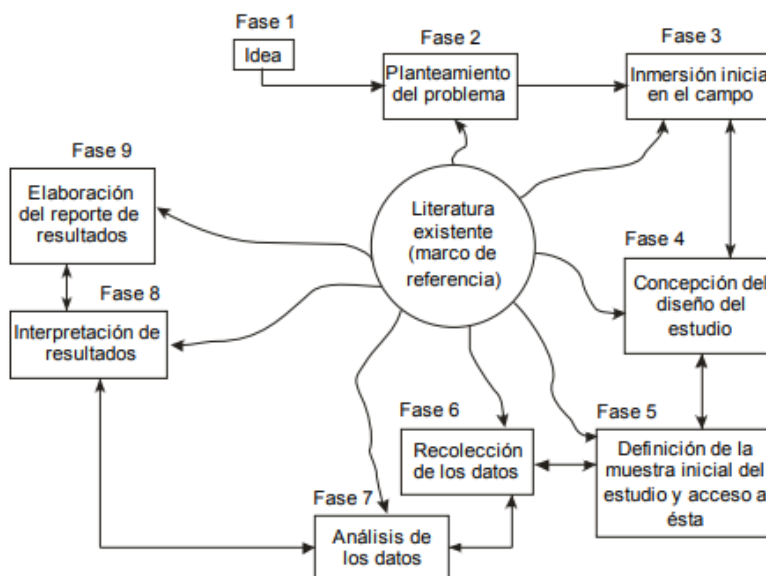 Fase 1
Idea
Fase 2
Planteamiento
del problema
Fase 3
Inmersión inicial
en el campo
Fase 9
Elaboración
del reporte de
resultados
Literatura
existente
(marco de
referencia)
Fase 4
Concepción del
diseño del
estudio
Fase 8
Interpretación de
resultados
Fase 6
Recolección
de los datos
Fase 5
Definición de la
muestra inicial del
estudio y acceso a
ésta
Fase 7
Análisis de
los datos